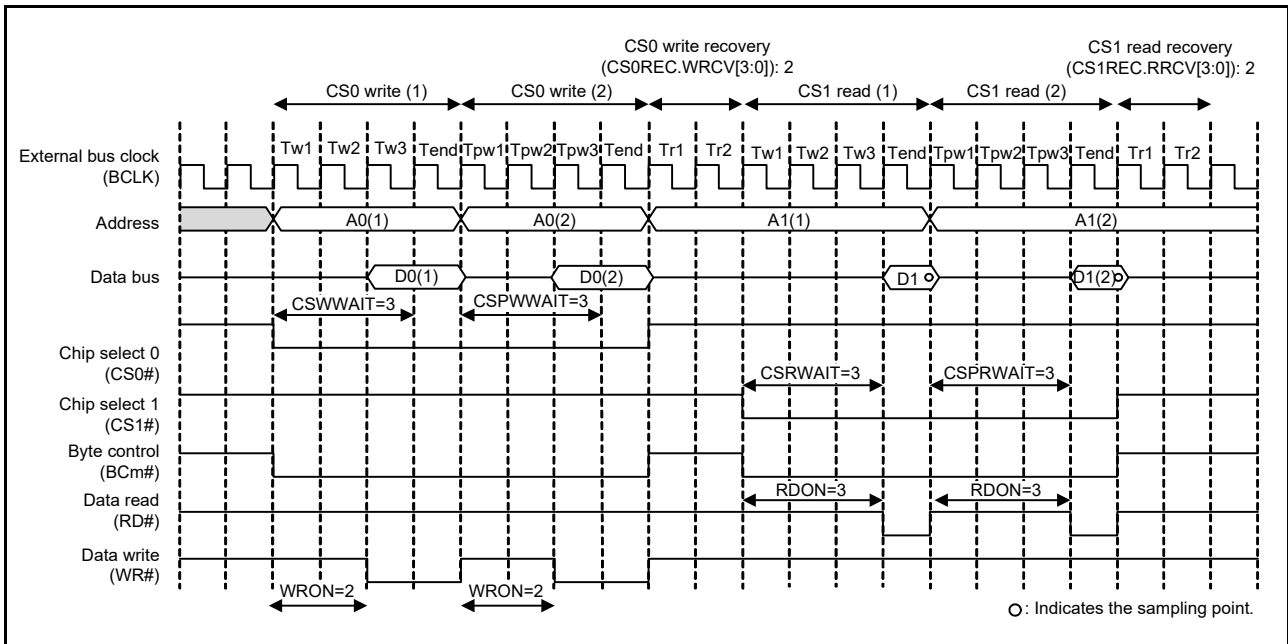 CS0 write recovery
(CS0REC.WRCV[3:0]): 2
CS1 read recovery
(CS1REC.RRCV[3:0]): 2
CS0 write (1)
CS0 write (2)
CS1 read (1)
CS1 read (2)
External bus clock
(BCLK)
Tw1 Tw2 Tw3 Tend Tpw1 Tpw2 Tpw3 Tend Tr1 Tr2 Tw1 Tw2 Tw3 Tend Tpw1 Tpw2 Tpw3 Tend Tr1 Tr2
Address
A0(1) A0(2) A1(1) A1(2)
Data bus
D0(1) D0(2) D1 D1(2)
CSWWAIT=3 CSPWWAIT=3
Chip select 0
(CS0#)
CSRWAIT=3 CSPRWAIT=3
Chip select 1
(CS1#)
Byte control
(BCm#)
RDON=3 RDON=3
Data read
(RD#)
Data write
(WR#)
WRON=2 WRON=2
: Indicates the sampling point.